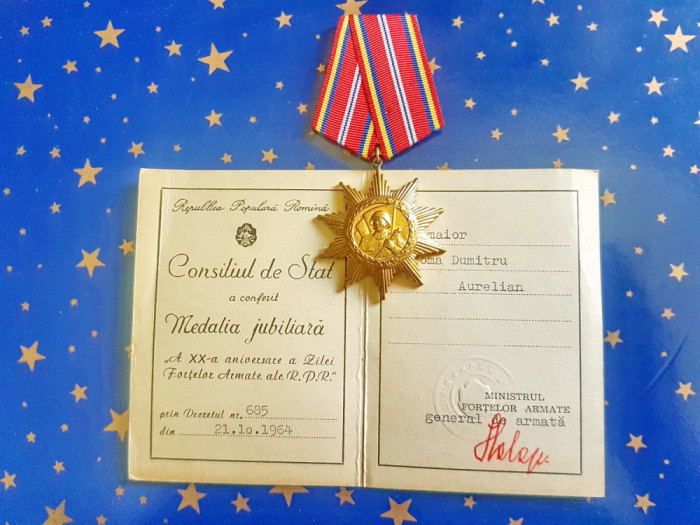 Republica Populară Romînă
Consiliul de Stat
a conferit
Medalia jubiliară
„A XX-a aniversare a Zilei
Forțelor Armate ale R.P.R.“
prin Decretul nr. 685
din 21.10.1964
maior
oma Dumitru
Aurelian
MINISTRUL
FORȚELOR ARMATE
general de armată